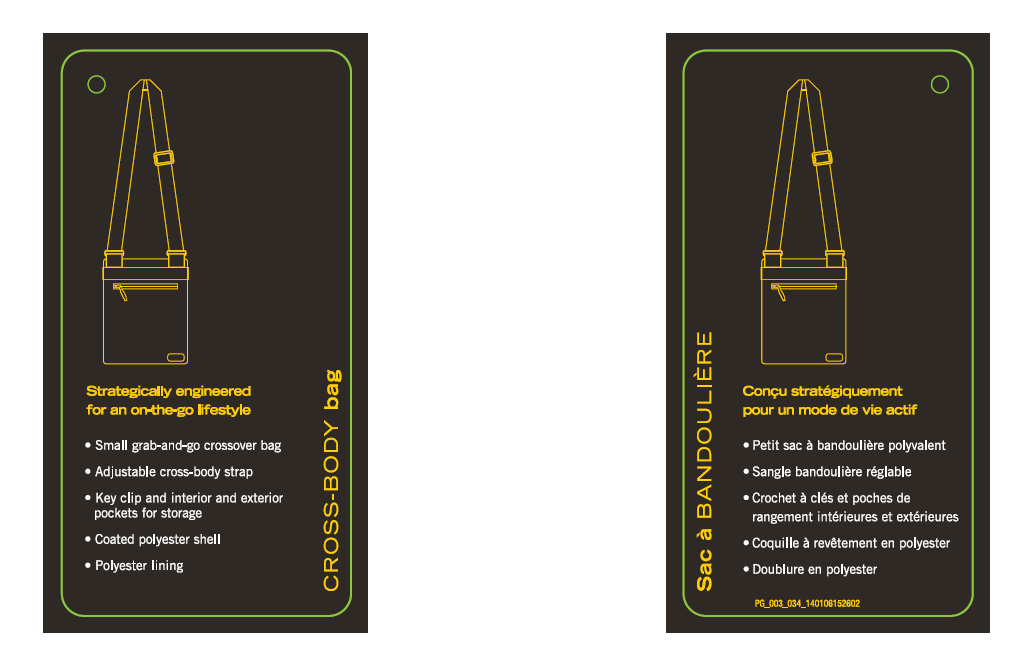 Strategically engineered
for an on-the-go lifestyle
• Small grab-and-go crossover bag
• Adjustable cross-body strap
• Key clip and interior and exterior
pockets for storage
• Coated polyester shell
• Polyester lining
CROSS-BODY bag
Sac à BANDOULIÈRE
Conçu stratégiquement
pour un mode de vie actif
• Petit sac à bandoulière polyvalent
• Sangle bandoulière réglable
• Crochet à clés et poches de
rangement intérieures et extérieures
• Coquille à revêtement en polyester
• Doublure en polyester
PG_003_034_140106152602